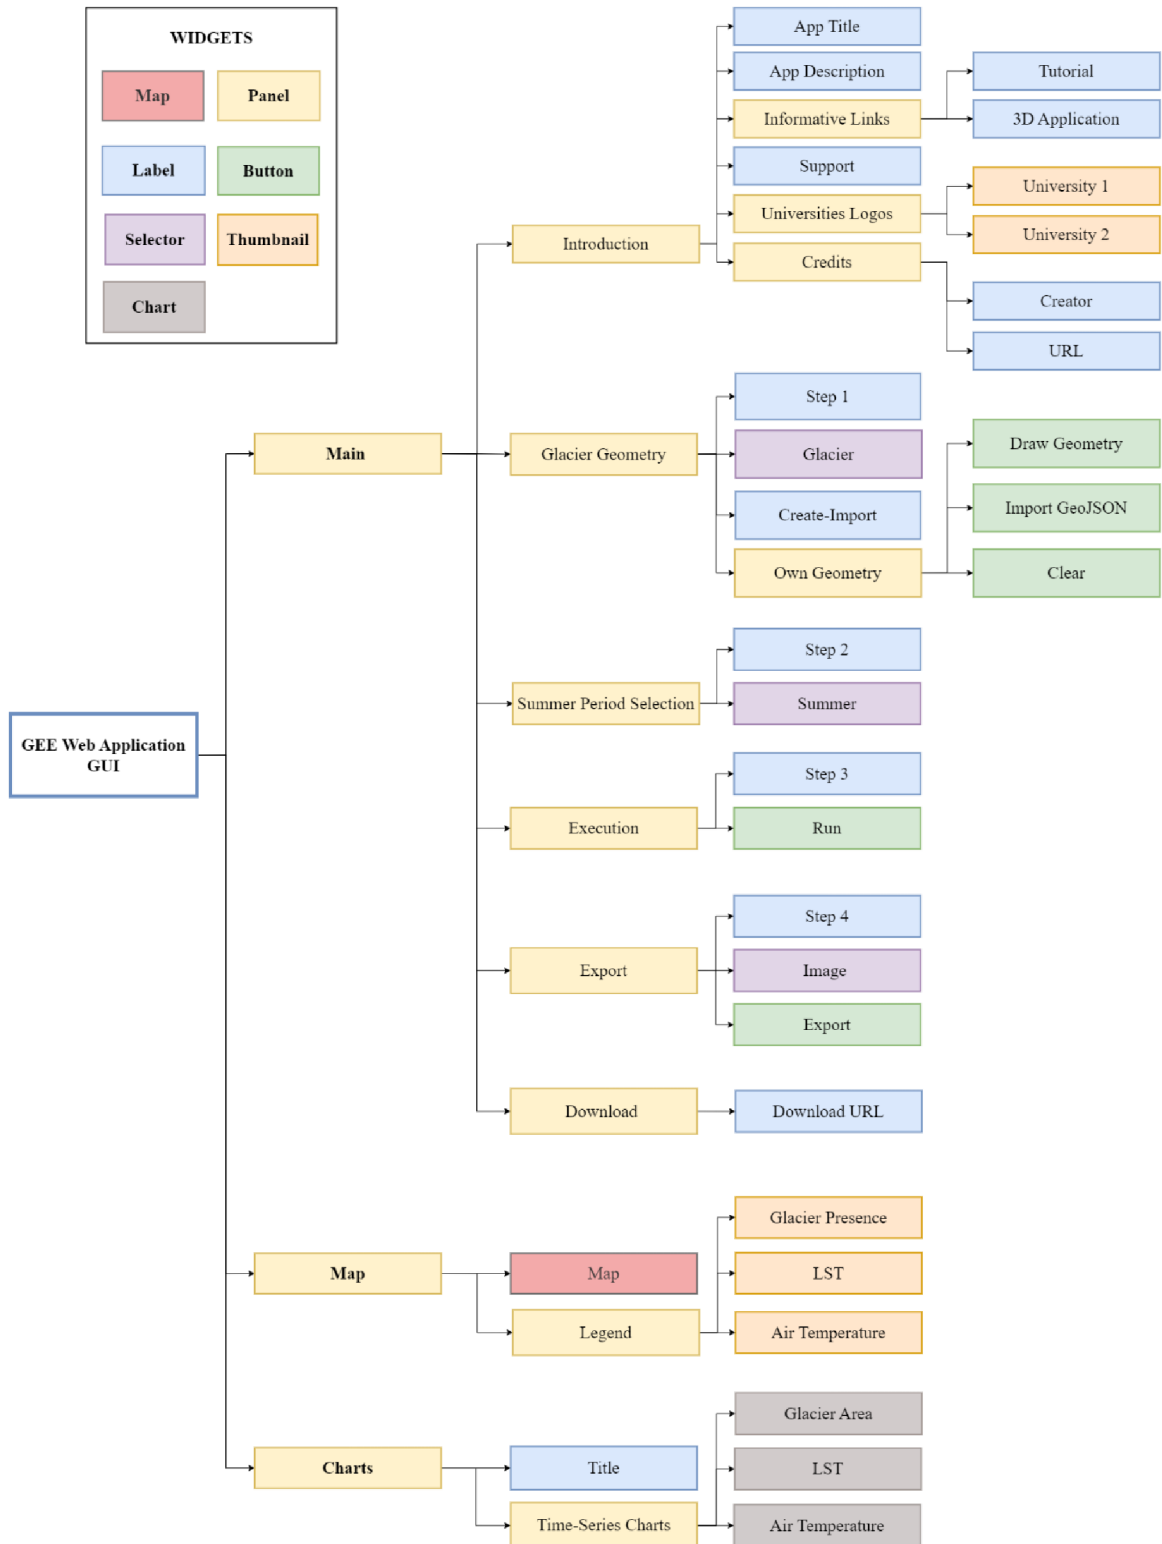 WIDGETS
Map
Panel
Label
Button
Selector
Thumbnail
Chart
GEE Web Application
GUI
Main
Introduction
App Title
App Description
Informative Links
Tutorial
3D Application
Support
Universities Logos
University 1
University 2
Credits
Creator
URL
Glacier Geometry
Step 1
Glacier
Create-Import
Own Geometry
Draw Geometry
Import GeoJSON
Clear
Summer Period Selection
Step 2
Summer
Execution
Step 3
Run
Export
Step 4
Image
Export
Download
Download URL
Map
Map
Legend
Glacier Presence
LST
Air Temperature
Charts
Title
Time-Series Charts
Glacier Area
LST
Air Temperature